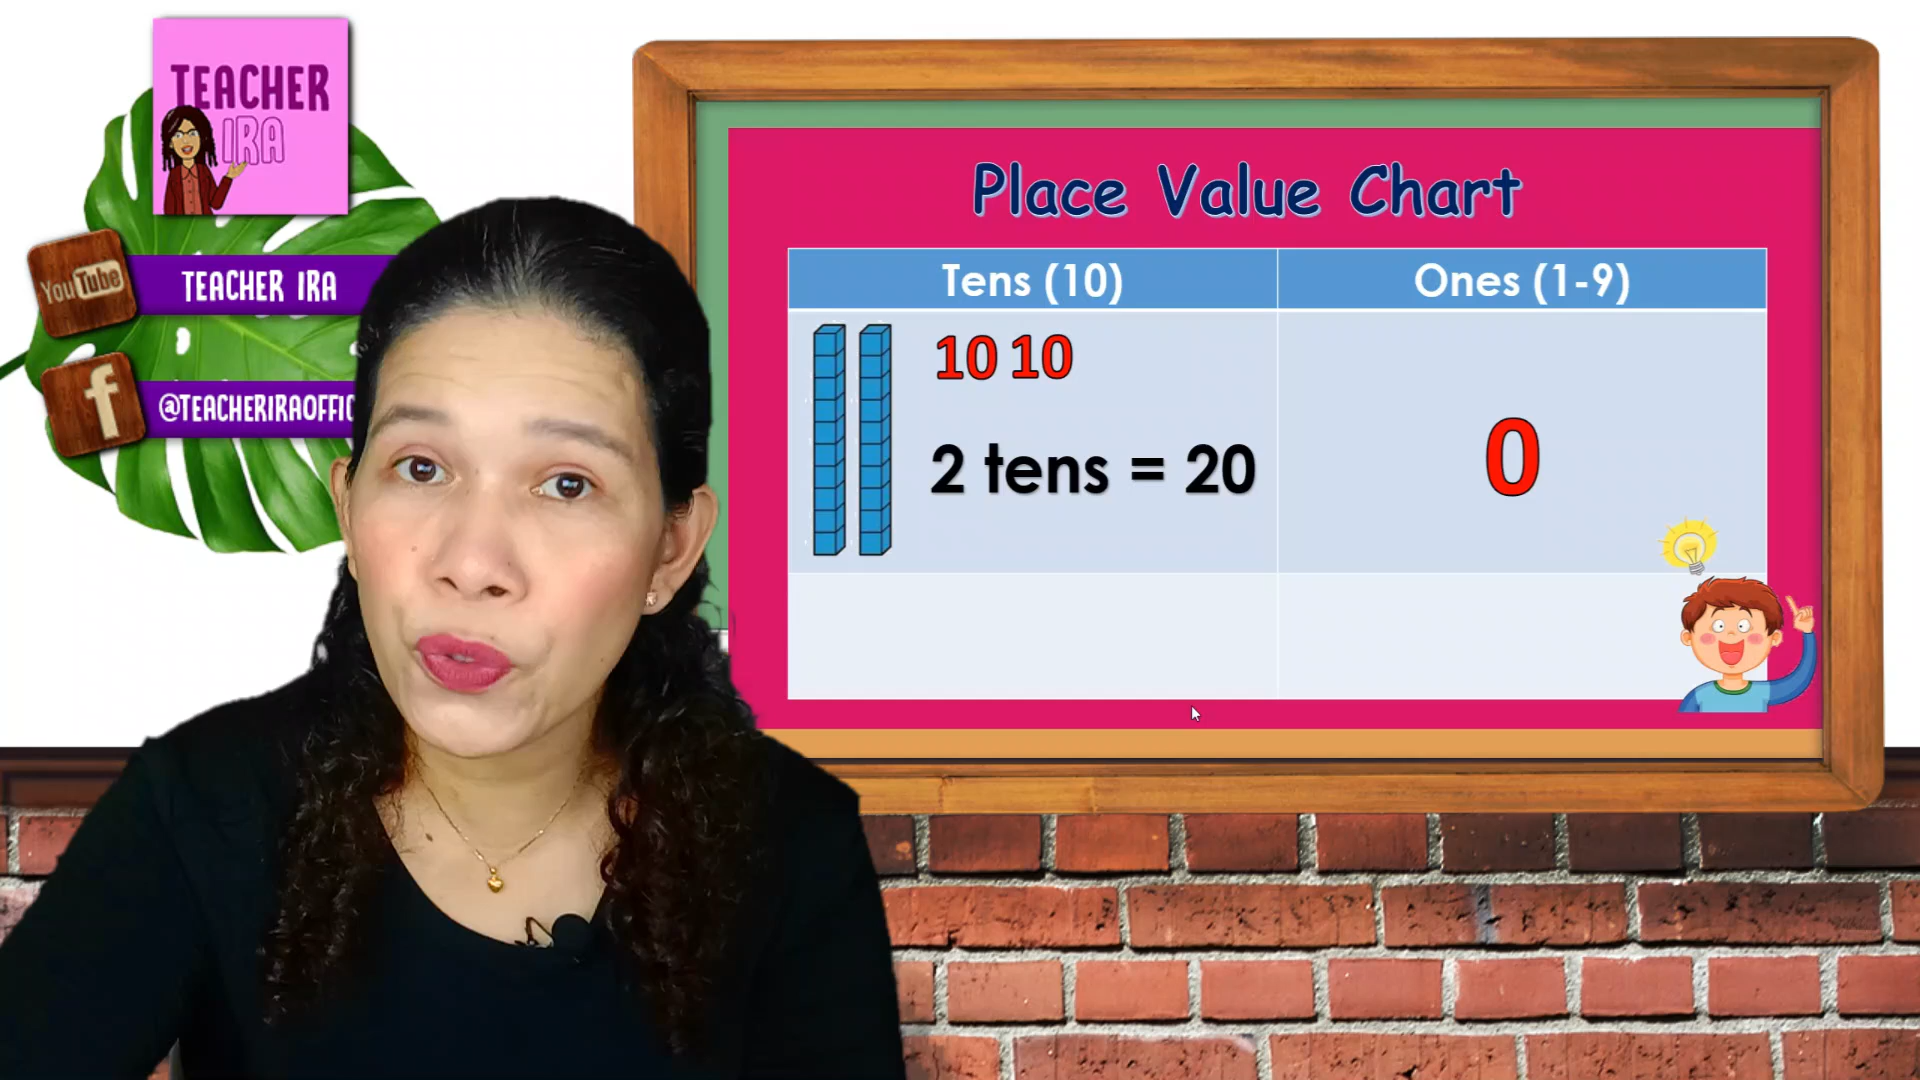 TEACHER
IRA
YouTube
TEACHER IRA
f
@TEACHERIRAOFFIC
Place Value Chart
Tens (10)
Ones (1-9)
10 10
2 tens = 20
0